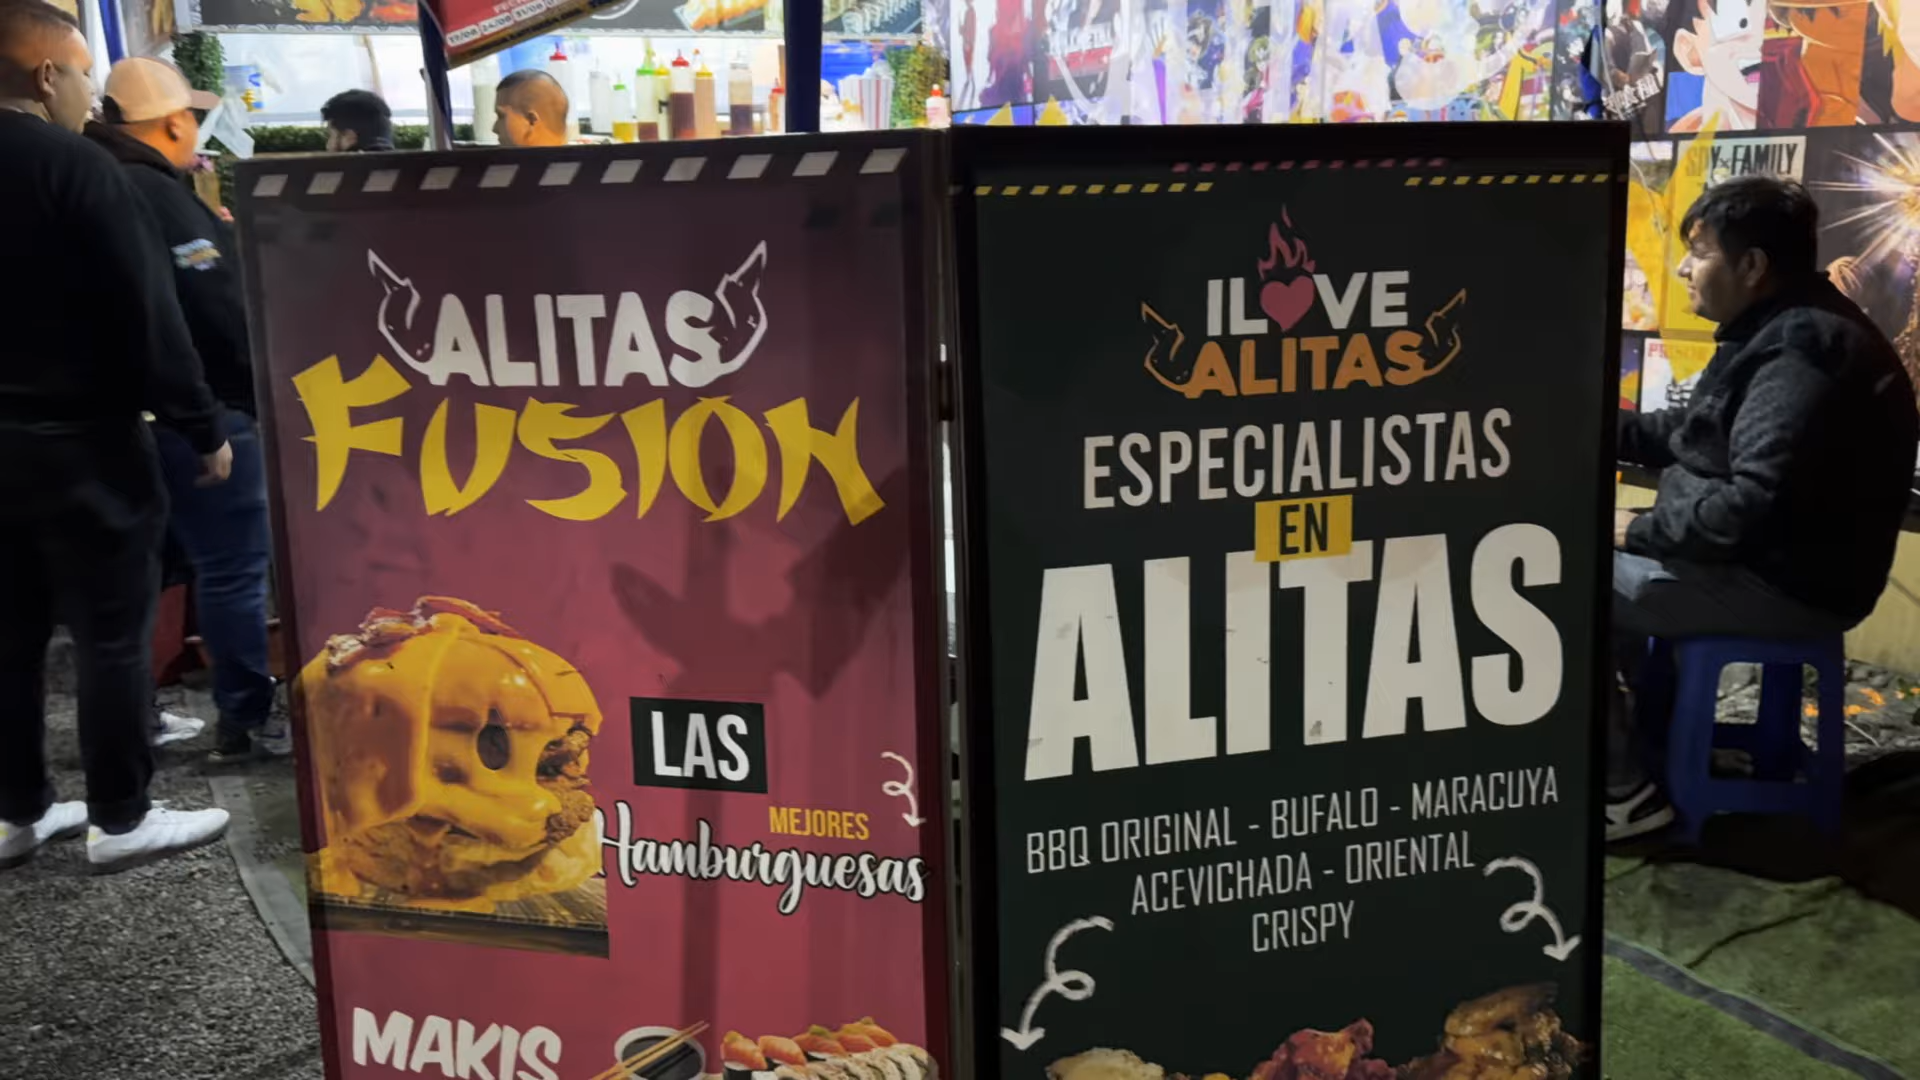 ALITAS
FUSION
LAS
MEJORES
Hamburguesas
MAKIS
I LOVE
ALITAS
ESPECIALISTAS
EN
ALITAS
BBQ ORIGINAL - BUFALO - MARACUYA
ACEVICHADA - ORIENTAL
CRISPY
SPY×FAMILY